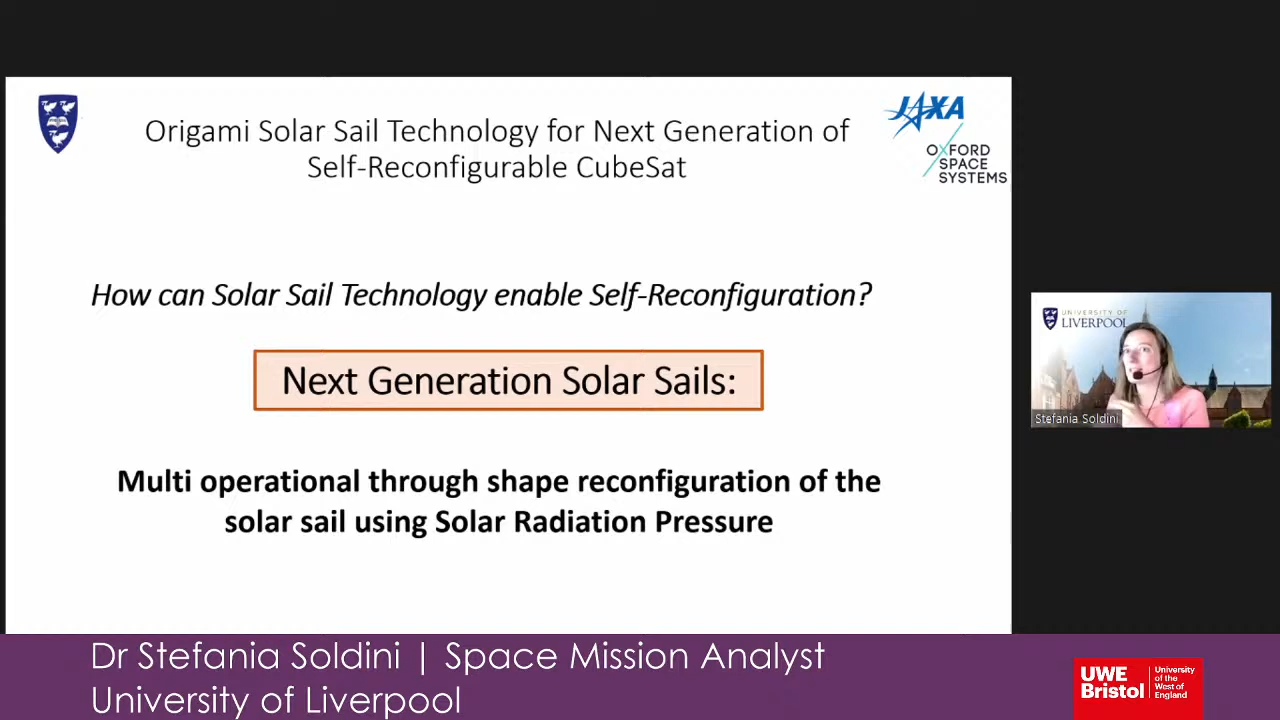 JAXA
OXFORD
SPACE
SYSTEMS
Origami Solar Sail Technology for Next Generation of
Self-Reconfigurable CubeSat
How can Solar Sail Technology enable Self-Reconfiguration?
Next Generation Solar Sails:
Multi operational through shape reconfiguration of the
solar sail using Solar Radiation Pressure
UNIVERSITY OF
LIVERPOOL
Stefania Soldini
Dr Stefania Soldini | Space Mission Analyst
University of Liverpool
UWE
Bristol
University
of the
West of
England